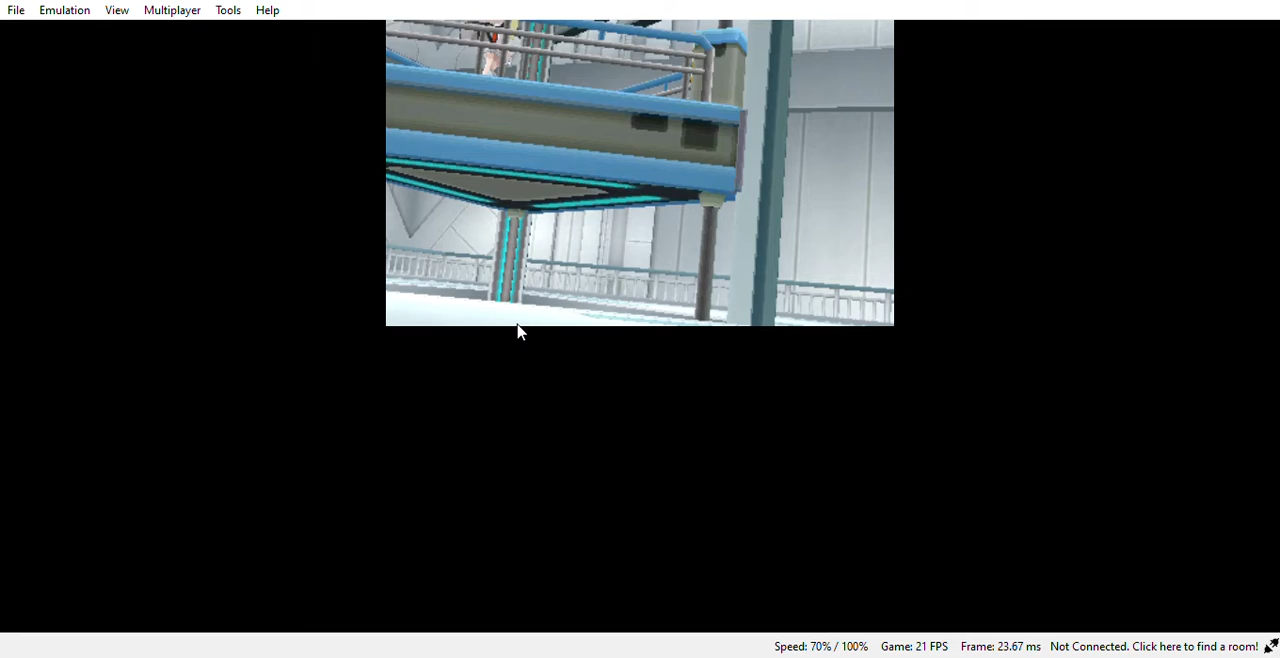 File Emulation View Multiplayer Tools Help
Speed: 70% / 100% Game: 21 FPS Frame: 23.67 ms Not Connected. Click here to find a room!